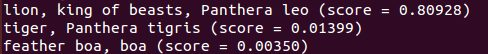 lion, king of beasts, Panthera leo (score = 0.80928)
tiger, Panthera tigris (score = 0.01399)
feather boa, boa (score = 0.00350)